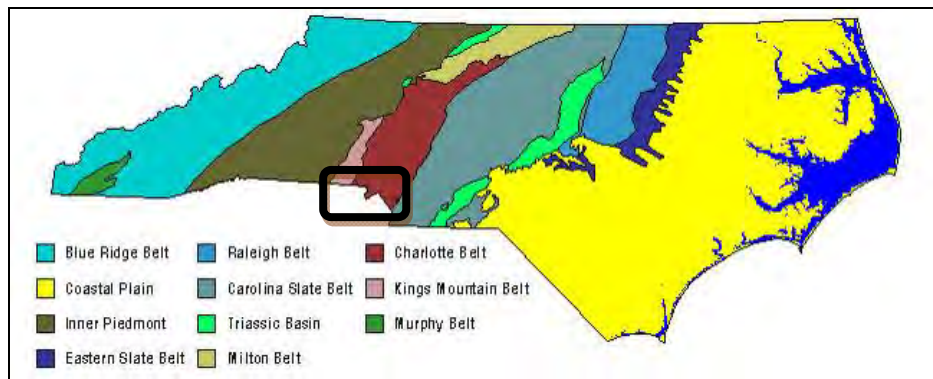 Blue Ridge Belt Raleigh Belt Charlotte Belt
Coastal Plain Carolina Slate Belt Kings Mountain Belt
Inner Piedmont Triassic Basin Murphy Belt
Eastern Slate Belt Milton Belt